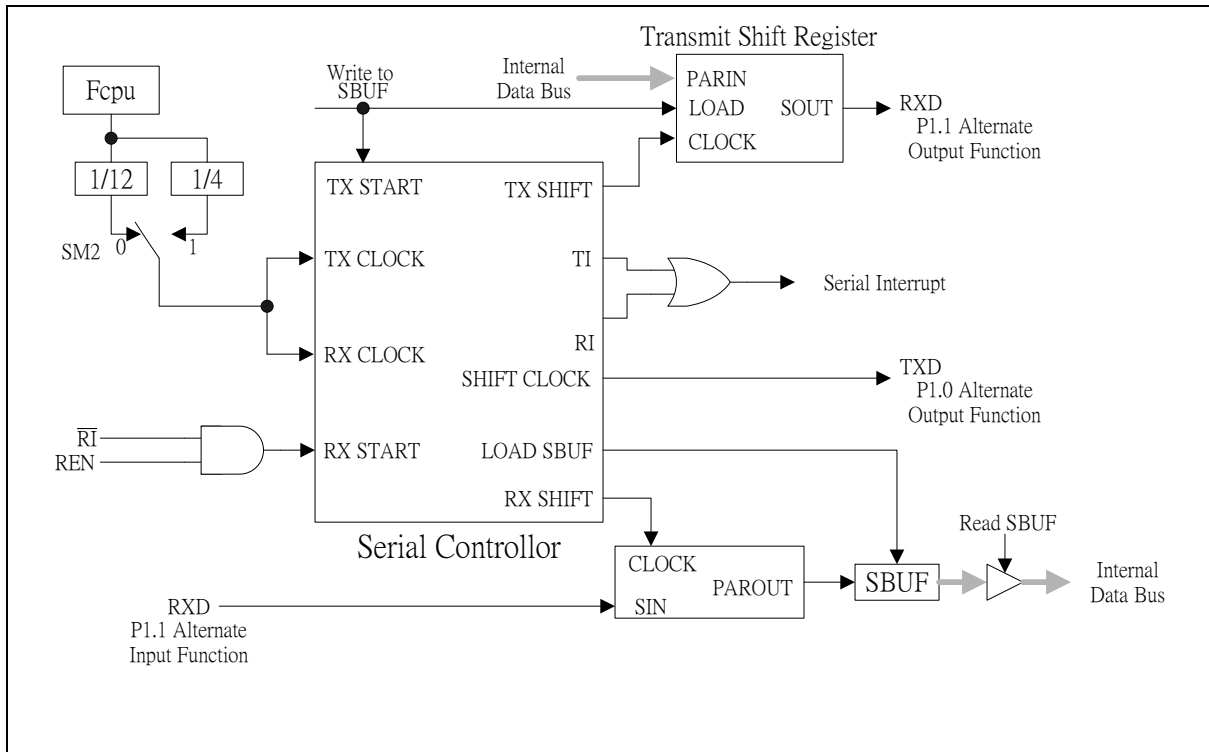 Transmit Shift Register
Fcpu
Write to
SBUF
Internal
Data Bus
PARIN
LOAD
SOUT
CLOCK
RXD
P1.1 Alternate
Output Function
1/12
1/4
TX START
TX SHIFT
SM2
0
1
TX CLOCK
TI
Serial Interrupt
RX CLOCK
RI
SHIFT CLOCK
TXD
P1.0 Alternate
Output Function
R̅I̅
REN
RX START
LOAD SBUF
RX SHIFT
Serial Controllor
Read SBUF
CLOCK
PAROUT
SIN
SBUF
Internal
Data Bus
RXD
P1.1 Alternate
Input Function